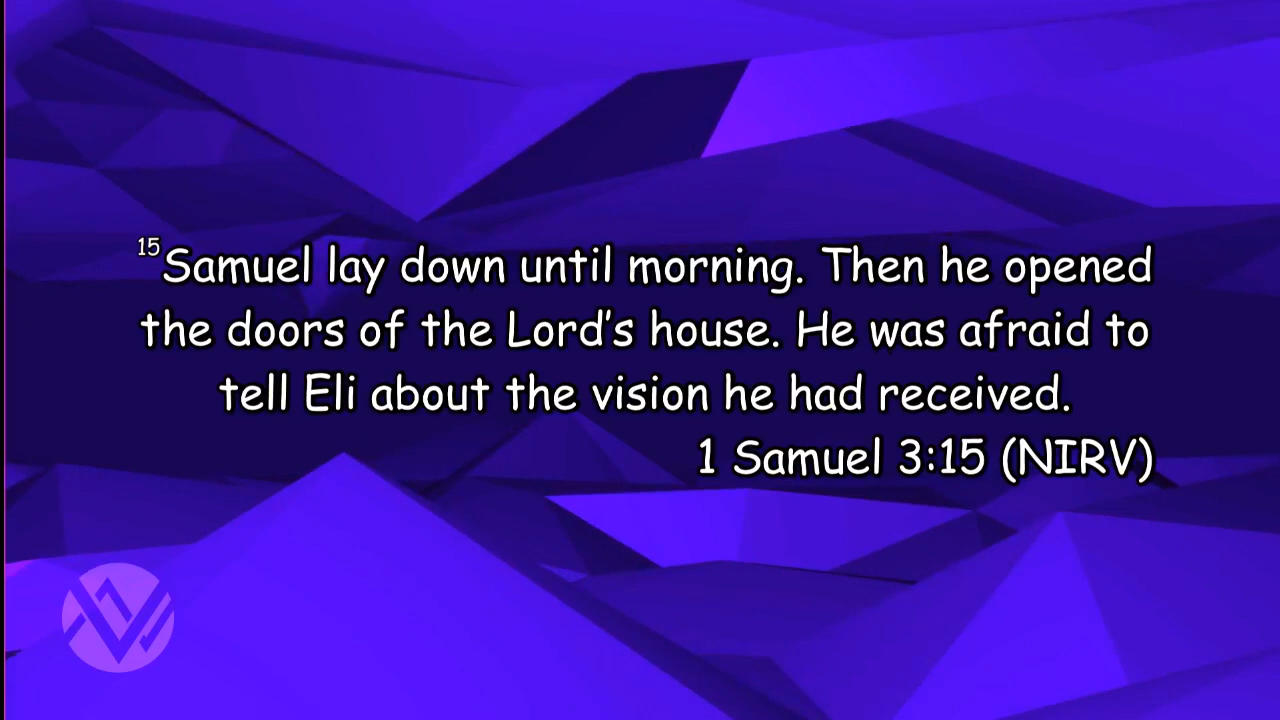 15Samuel lay down until morning. Then he opened
the doors of the Lord’s house. He was afraid to
tell Eli about the vision he had received.
1 Samuel 3:15 (NIRV)